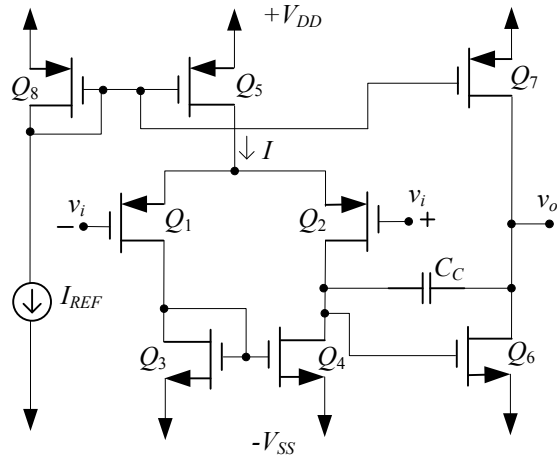 +V_DD
Q_8
Q_5
Q_7
I
v_i
Q_1
Q_2
v_i
v_o
−
+
C_C
I_REF
Q_3
Q_4
Q_6
-V_SS